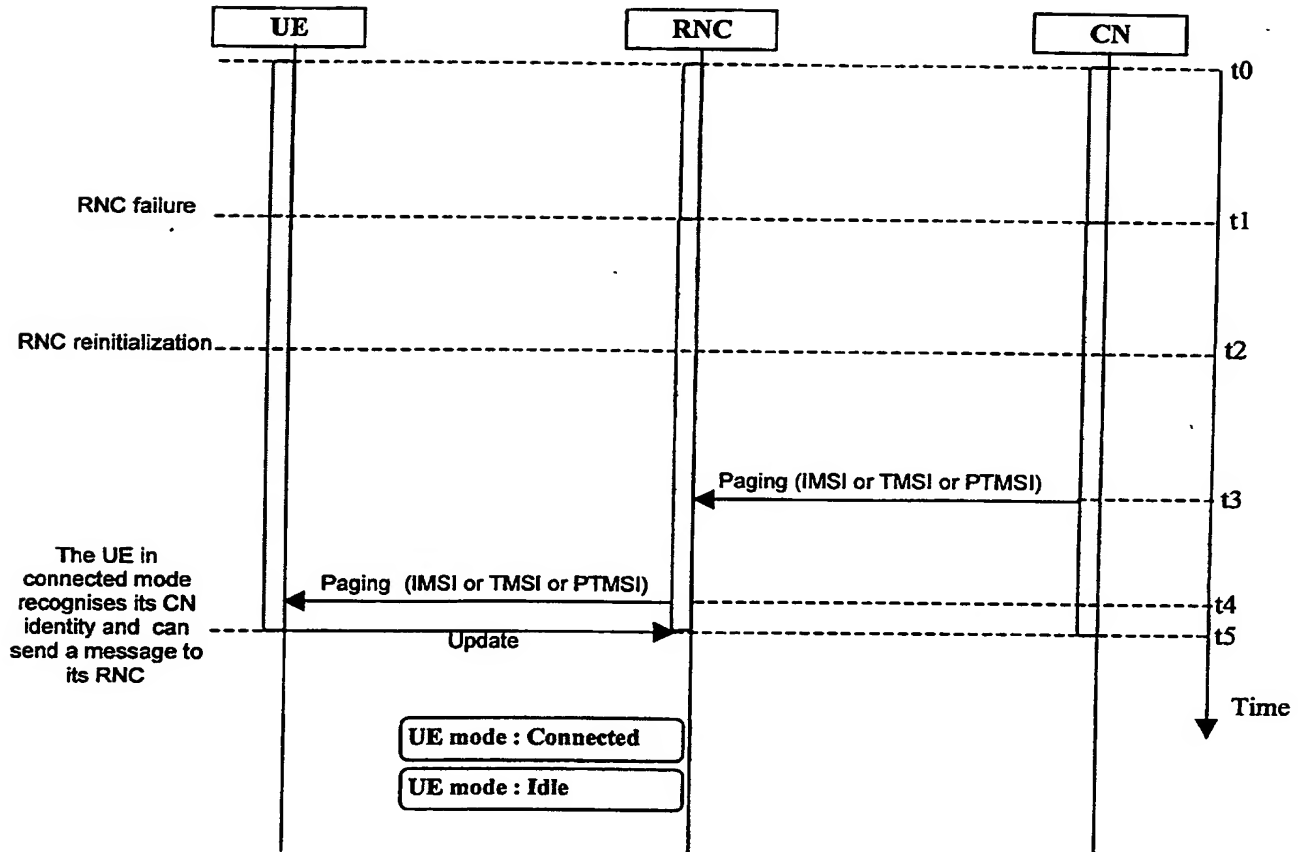 UE
RNC
CN
t0
RNC failure
t1
RNC reinitialization
t2
Paging (IMSI or TMSI or PTMSI)
t3
The UE in
connected mode
recognises its CN
identity and can
send a message to
its RNC
Paging (IMSI or TMSI or PTMSI)
t4
Update
t5
Time
UE mode : Connected
UE mode : Idle